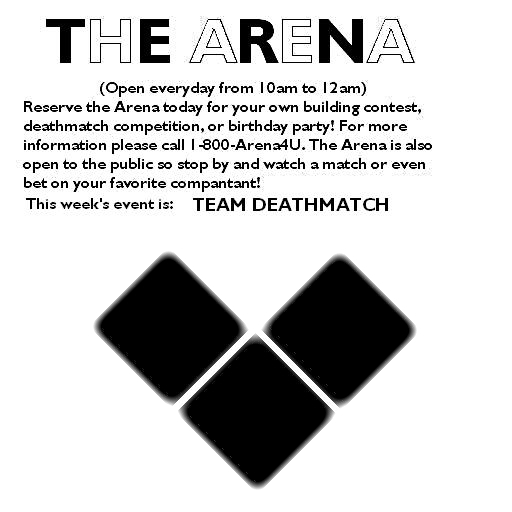 THE ARENA
(Open everyday from 10am to 12am)
Reserve the Arena today for your own building contest,
deathmatch competition, or birthday party! For more
information please call 1-800-Arena4U. The Arena is also
open to the public so stop by and watch a match or even
bet on your favorite compantant!
This week's event is: TEAM DEATHMATCH